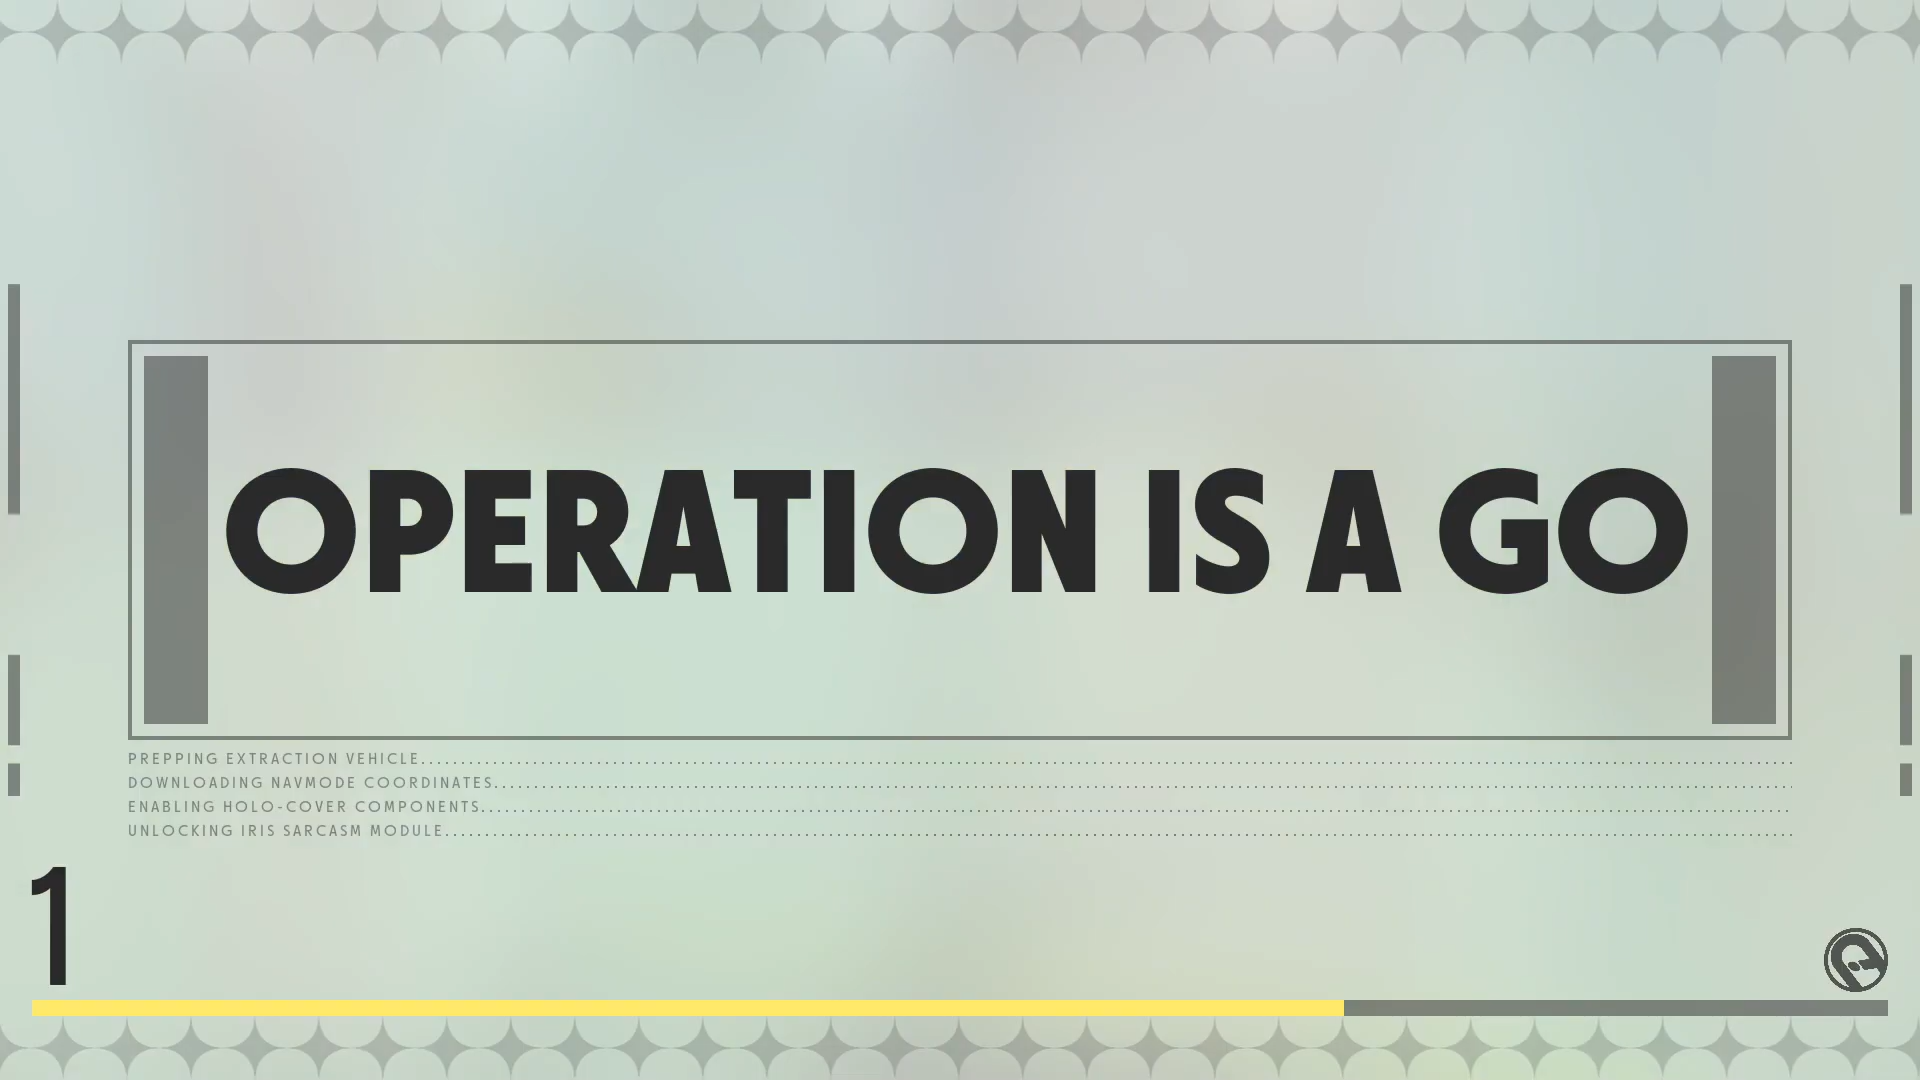 OPERATION IS A GO
PREPPING EXTRACTION VEHICLE
DOWNLOADING NAVMODE COORDINATES
ENABLING HOLO-COVER COMPONENTS
UNLOCKING IRIS SARCASM MODULE
1